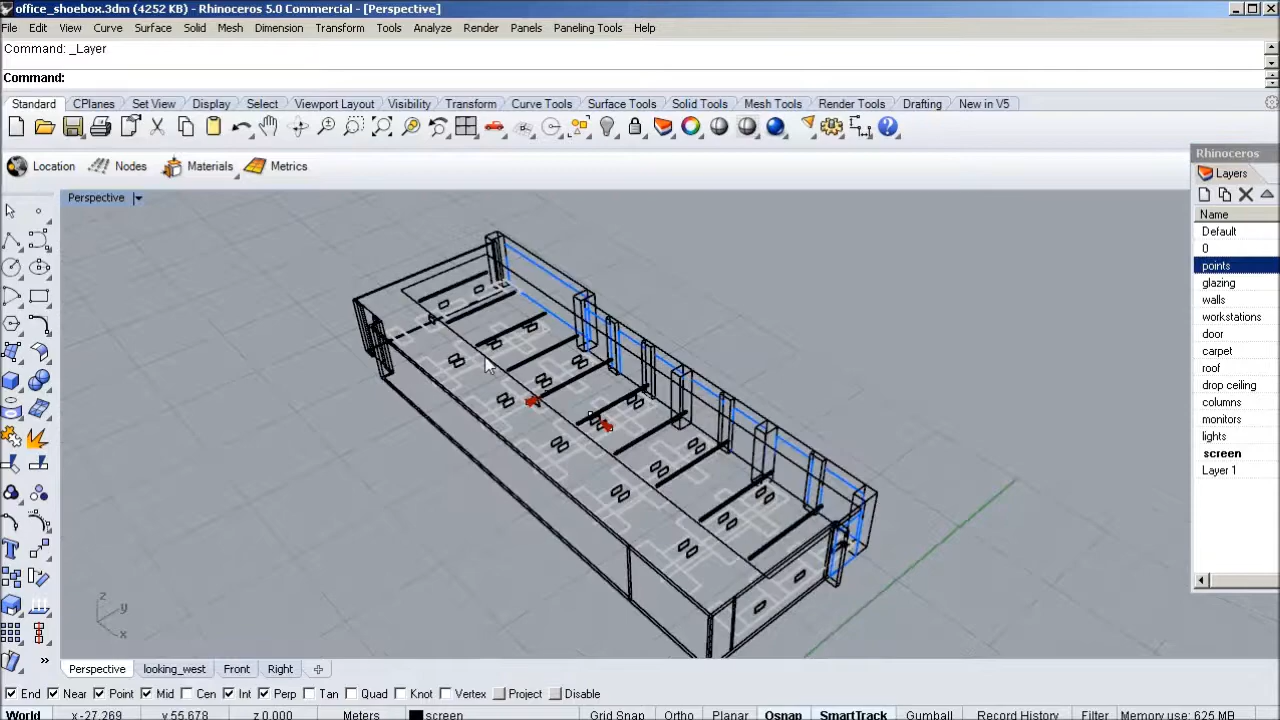 office_shoebox.3dm (4252 KB) - Rhinoceros 5.0 Commercial - [Perspective]
File Edit View Curve Surface Solid Mesh Dimension Transform Tools Analyze Render Panels Paneling Tools Help
Command: _Layer
Command:
Standard CPlanes Set View Display Select Viewport Layout Visibility Transform Curve Tools Surface Tools Solid Tools Mesh Tools Render Tools Drafting New in V5
Location Nodes Materials Metrics
Rhinoceros
Layers
Name
Default
0
points
glazing
walls
workstations
door
carpet
roof
drop ceiling
columns
monitors
lights
screen
Layer 1
Perspective
z
y
x
Perspective looking_west Front Right
End Near Point Mid Cen Int Perp Tan Quad Knot Vertex Project Disable
World x -27.269 y 55.678 z 0.000 Meters screen Grid Snap Ortho Planar Osnap SmartTrack Gumball Record History Filter Memory use: 625 MB